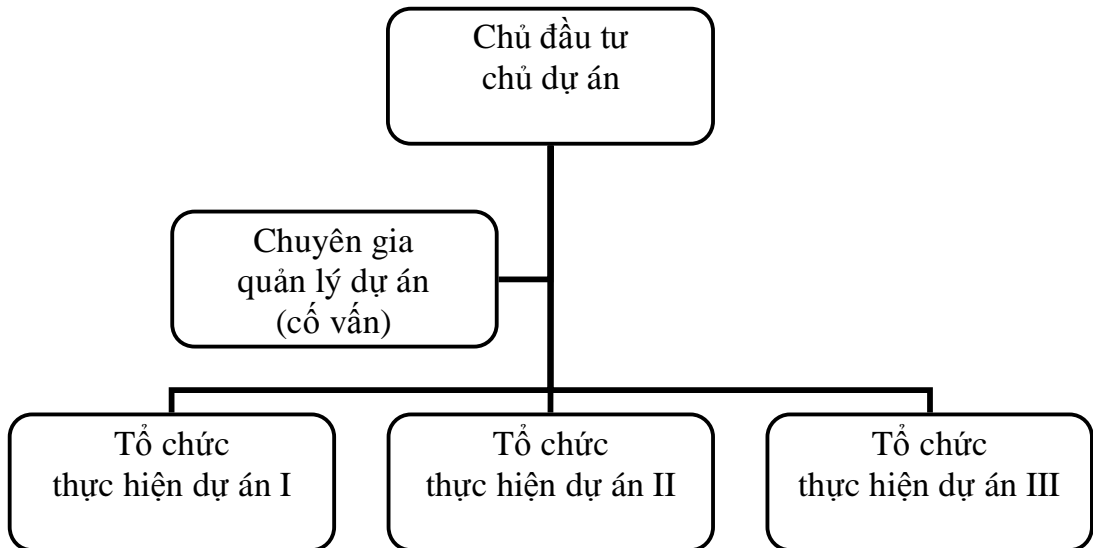 Chủ đầu tư
chủ dự án
Chuyên gia
quản lý dự án
(cố vấn)
Tổ chức
thực hiện dự án I
Tổ chức
thực hiện dự án II
Tổ chức
thực hiện dự án III